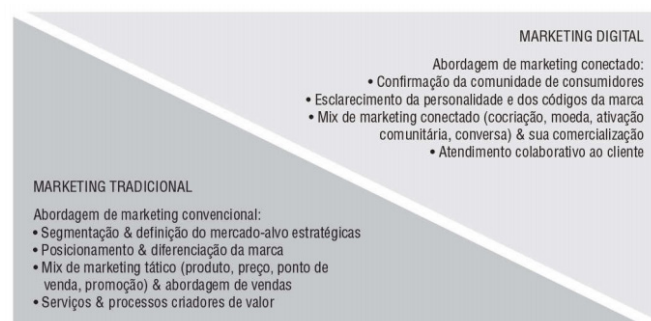 MARKETING DIGITAL
Abordagem de marketing conectado:
• Confirmação da comunidade de consumidores
• Esclarecimento da personalidade e dos códigos da marca
• Mix de marketing conectado (cocriação, moeda, ativação
comunitária, conversa) & sua comercialização
• Atendimento colaborativo ao cliente
MARKETING TRADICIONAL
Abordagem de marketing convencional:
• Segmentação & definição do mercado-alvo estratégicas
• Posicionamento & diferenciação da marca
• Mix de marketing tático (produto, preço, ponto de
venda, promoção) & abordagem de vendas
• Serviços & processos criadores de valor